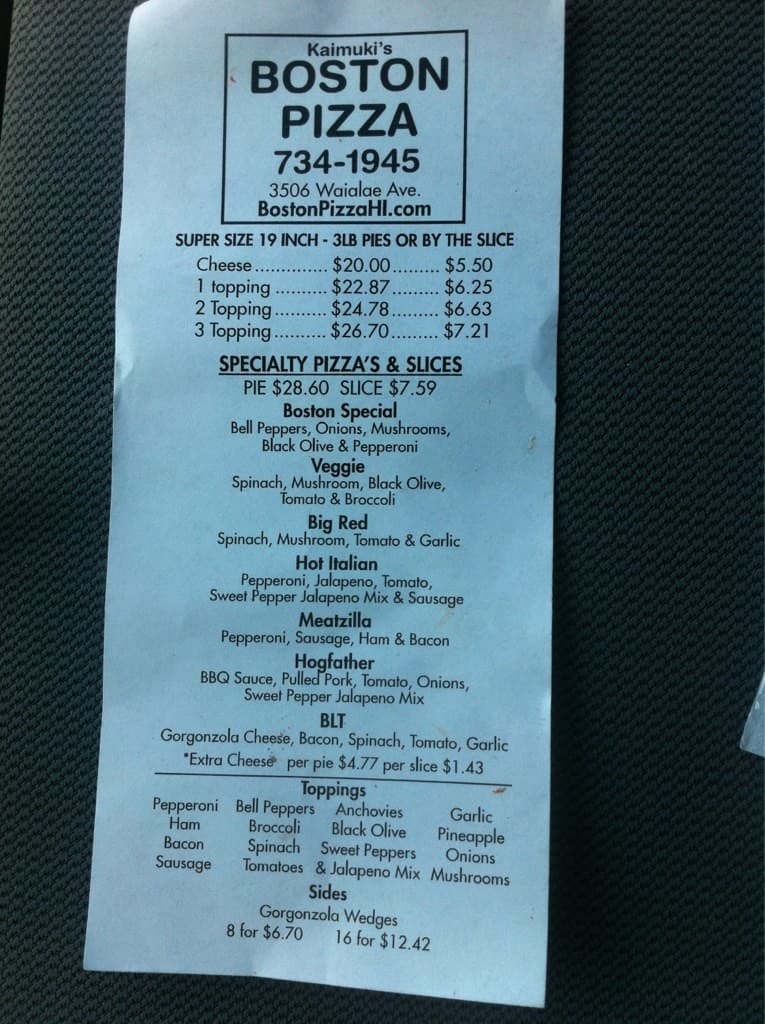 Kaimuki's
BOSTON
PIZZA
734-1945
3506 Waialae Ave.
BostonPizzaHI.com
SUPER SIZE 19 INCH - 3LB PIES OR BY THE SLICE
Cheese.............. $20.00......... $5.50
1 topping .......... $22.87......... $6.25
2 Topping.......... $24.78......... $6.63
3 Topping.......... $26.70......... $7.21
SPECIALTY PIZZA'S & SLICES
PIE $28.60 SLICE $7.59
Boston Special
Bell Peppers, Onions, Mushrooms,
Black Olive & Pepperoni
Veggie
Spinach, Mushroom, Black Olive,
Tomato & Broccoli
Big Red
Spinach, Mushroom, Tomato & Garlic
Hot Italian
Pepperoni, Jalapeno, Tomato,
Sweet Pepper Jalapeno Mix & Sausage
Meatzilla
Pepperoni, Sausage, Ham & Bacon
Hogfather
BBQ Sauce, Pulled Pork, Tomato, Onions,
Sweet Pepper Jalapeno Mix
BLT
Gorgonzola Cheese, Bacon, Spinach, Tomato, Garlic
*Extra Cheese per pie $4.77 per slice $1.43
Toppings
Pepperoni Bell Peppers Anchovies Garlic
Ham Broccoli Black Olive Pineapple
Bacon Spinach Sweet Peppers Onions
Sausage Tomatoes & Jalapeno Mix Mushrooms
Sides
Gorgonzola Wedges
8 for $6.70 16 for $12.42